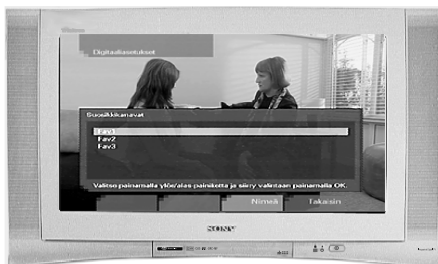 Digitaaliasetukset
Suosikkikanavat
Fav1
Fav2
Fav3
Valitse painamalla ylös/alas-painiketta ja siirry valintaan painamalla OK.
Nimeä
Takaisin
SONY